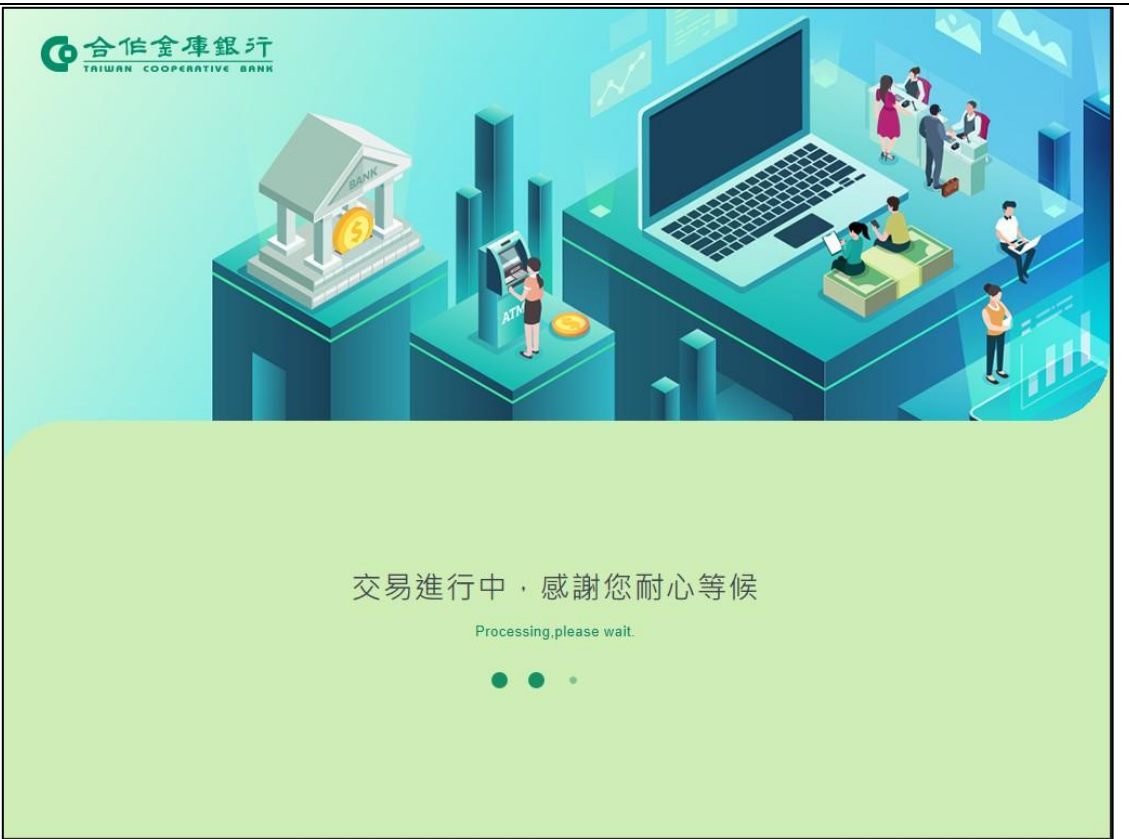 合作金庫銀行
TAIWAN COOPERATIVE BANK
BANK
ATM
交易進行中，感謝您耐心等候
Processing,please wait.